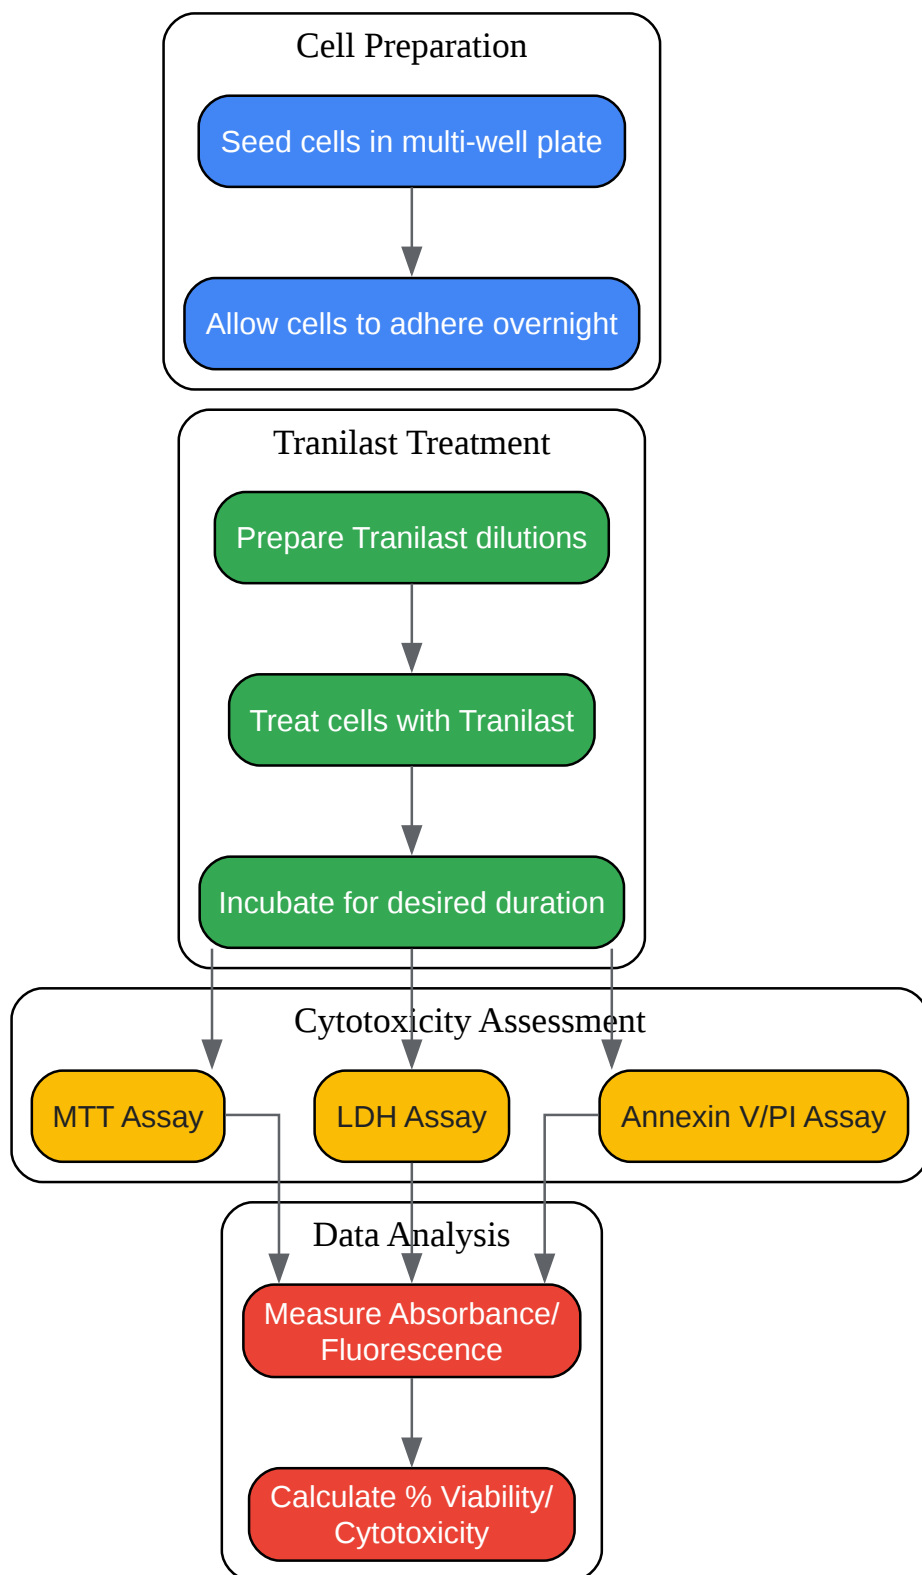 Cell Preparation
Seed cells in multi-well plate
Allow cells to adhere overnight
Tranilast Treatment
Prepare Tranilast dilutions
Treat cells with Tranilast
Incubate for desired duration
Cytotoxicity Assessment
MTT Assay
LDH Assay
Annexin V/PI Assay
Data Analysis
Measure Absorbance/
Fluorescence
Calculate % Viability/
Cytotoxicity